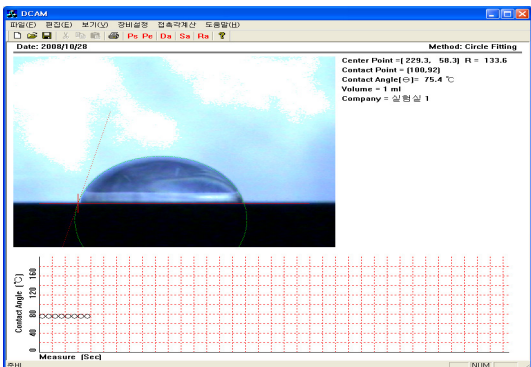 DCAM
파일(F) 편집(E) 보기(V) 장비설정 접촉각계산 도움말(H)
Ps Pe Da Sa Ra
Date: 2008/10/28 Method: Circle Fitting
Center Point =[ 229.3, 58.3] R = 133.6
Contact Point = (100,92)
Contact Angle[⊖]= 75.4 ℃
Volume = 1 ml
Company = 실험실 1
Contact Angle [℃]
160
120
80
40
0
Measure [Sec]
준비 NUM